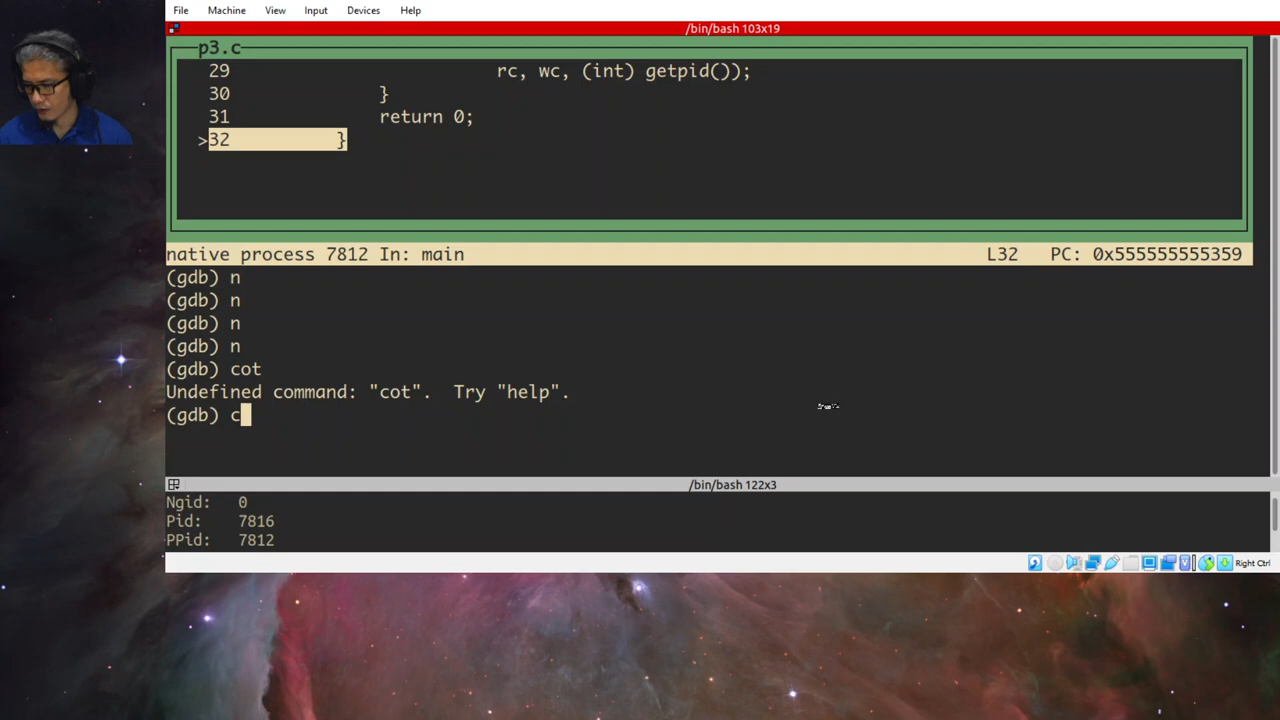 File Machine View Input Devices Help
/bin/bash 103x19
p3.c
29 rc, wc, (int) getpid());
30 }
31 return 0;
>32 }
native process 7812 In: main L32 PC: 0x555555555359
(gdb) n
(gdb) n
(gdb) n
(gdb) n
(gdb) cot
Undefined command: "cot". Try "help".
(gdb) c
/bin/bash 122x3
Ngid: 0
Pid: 7816
PPid: 7812
Right Ctrl